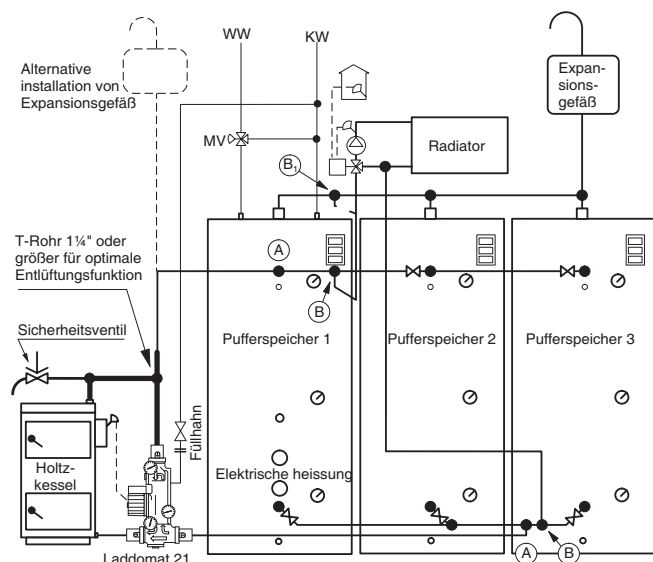 WW
KW
Alternative
installation von
Expansionsgefäß
Expan-
sions-
gefäß
MV
Radiator
B₁
T-Rohr 1¼" oder
größer für optimale
Entlüftungsfunktion
A
B
Sicherheitsventil
Pufferspeicher 1
Pufferspeicher 2
Pufferspeicher 3
Füllhahn
Holtz-
kessel
Elektrische heissung
Laddomat 21
A
B